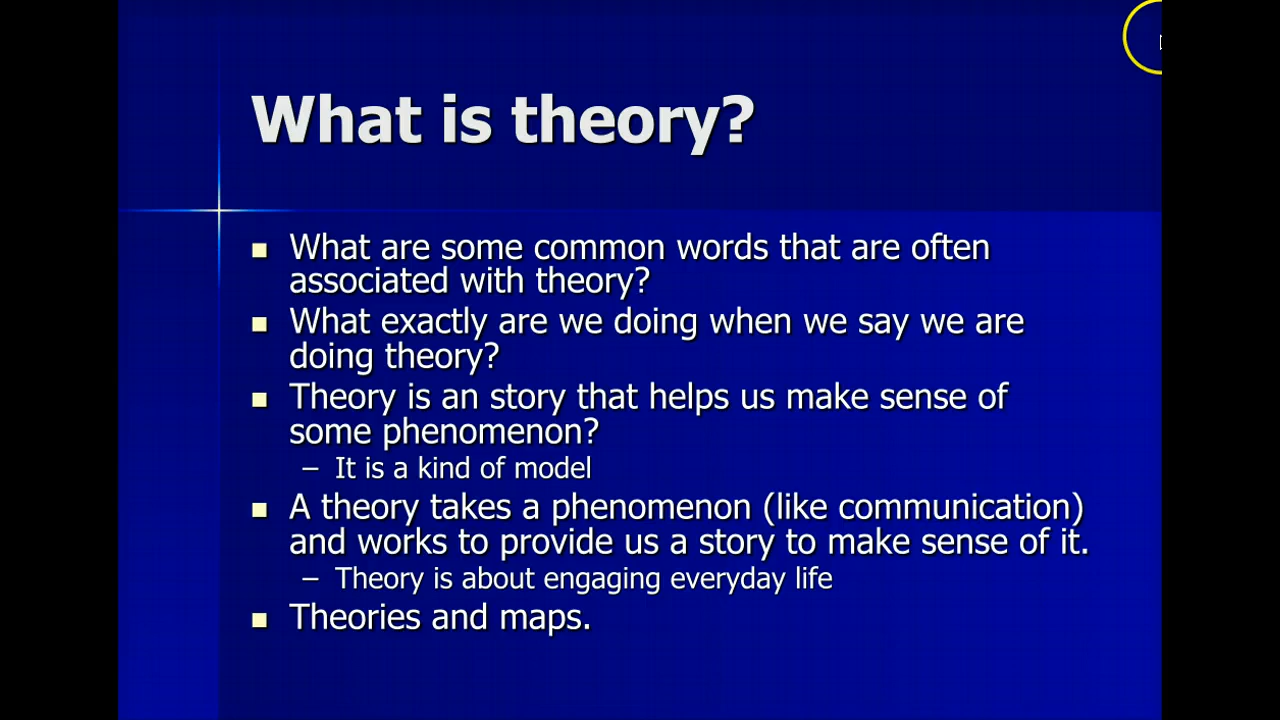 What is theory?
What are some common words that are often
associated with theory?
What exactly are we doing when we say we are
doing theory?
Theory is an story that helps us make sense of
some phenomenon?
– It is a kind of model
A theory takes a phenomenon (like communication)
and works to provide us a story to make sense of it.
– Theory is about engaging everyday life
Theories and maps.